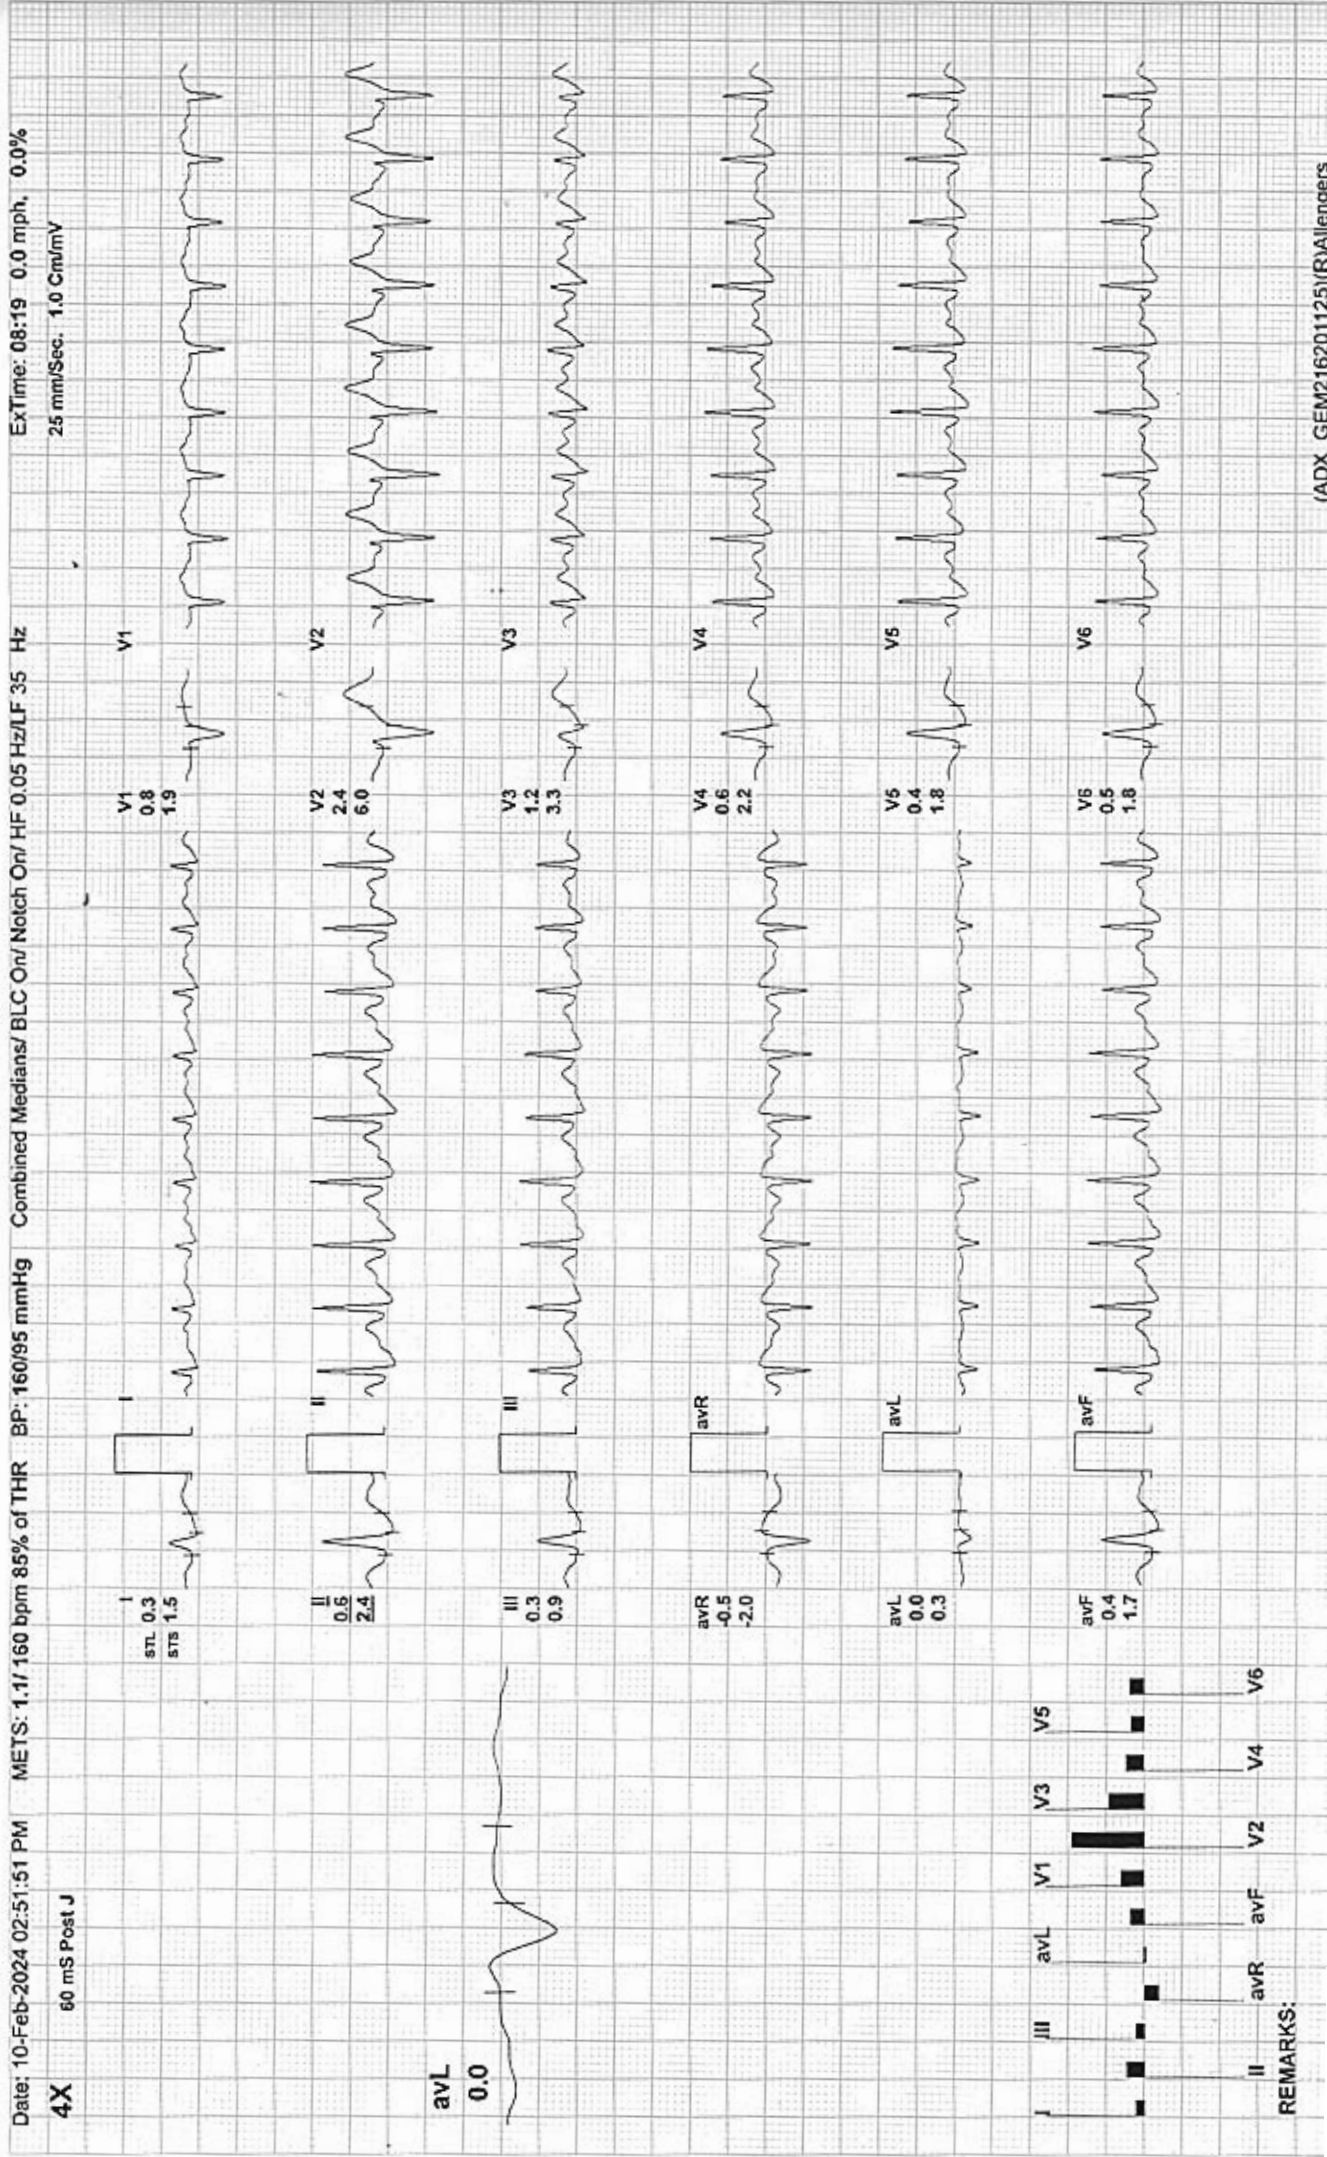 Date: 10-Feb-2024 02:51:51 PM METS: 1.1/ 160 bpm 85% of THR BP: 160/95 mmHg Combined Medians/ BLC On/ Notch On/ HF 0.05 Hz/LF 35 Hz ExTime: 08:19 0.0 mph, 0.0%
4X 60 mS Post J 25 mm/Sec. 1.0 Cm/mV
I I V1 V1
STL 0.3 0.8
STS 1.5 1.9
II II V2 V2
0.6 2.4
2.4 6.0
avL
0.0
III III V3 V3
0.3 1.2
0.9 3.3
avR avR V4 V4
-0.5 0.6
-2.0 2.2
avL avL V5 V5
0.0 0.4
0.3 1.8
avF avF V6 V6
0.4 0.5
1.7 1.8
I III avL V1 V3 V5
II avR avF V2 V4 V6
REMARKS:
(ADX_GEM216201125)(R)Allengers